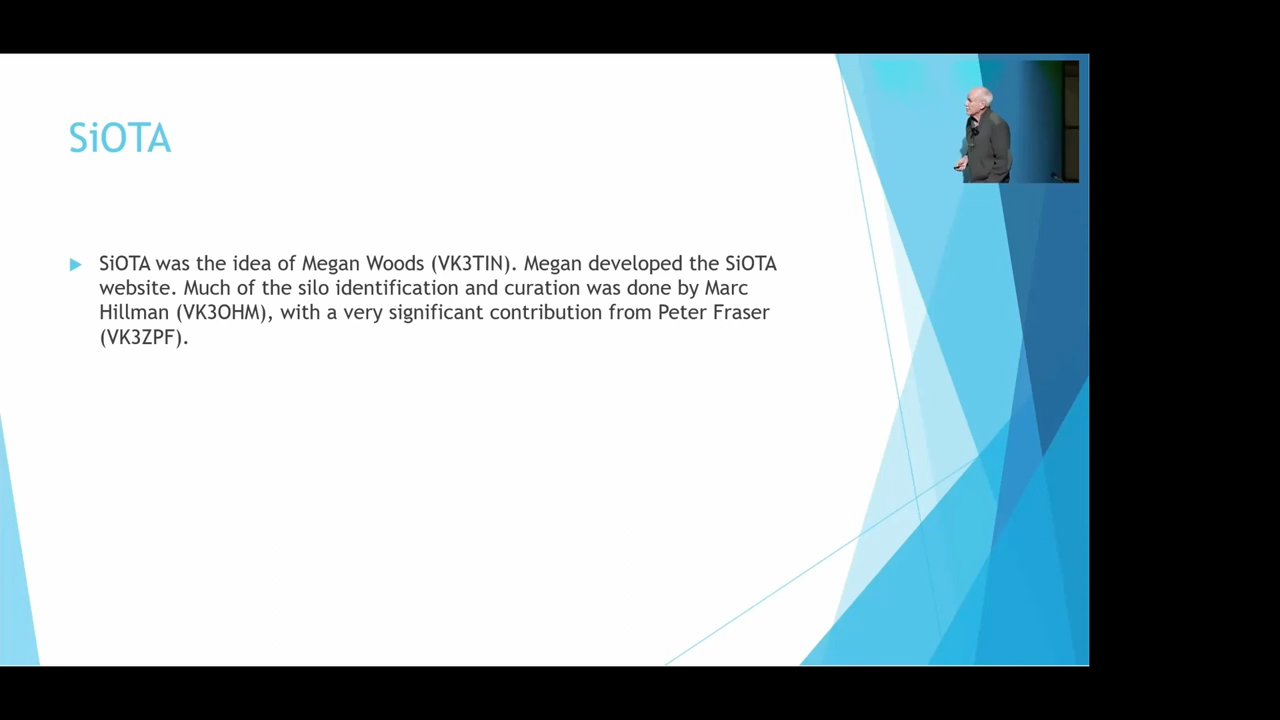 SiOTA
SiOTA was the idea of Megan Woods (VK3TIN). Megan developed the SiOTA
website. Much of the silo identification and curation was done by Marc
Hillman (VK3OHM), with a very significant contribution from Peter Fraser
(VK3ZPF).